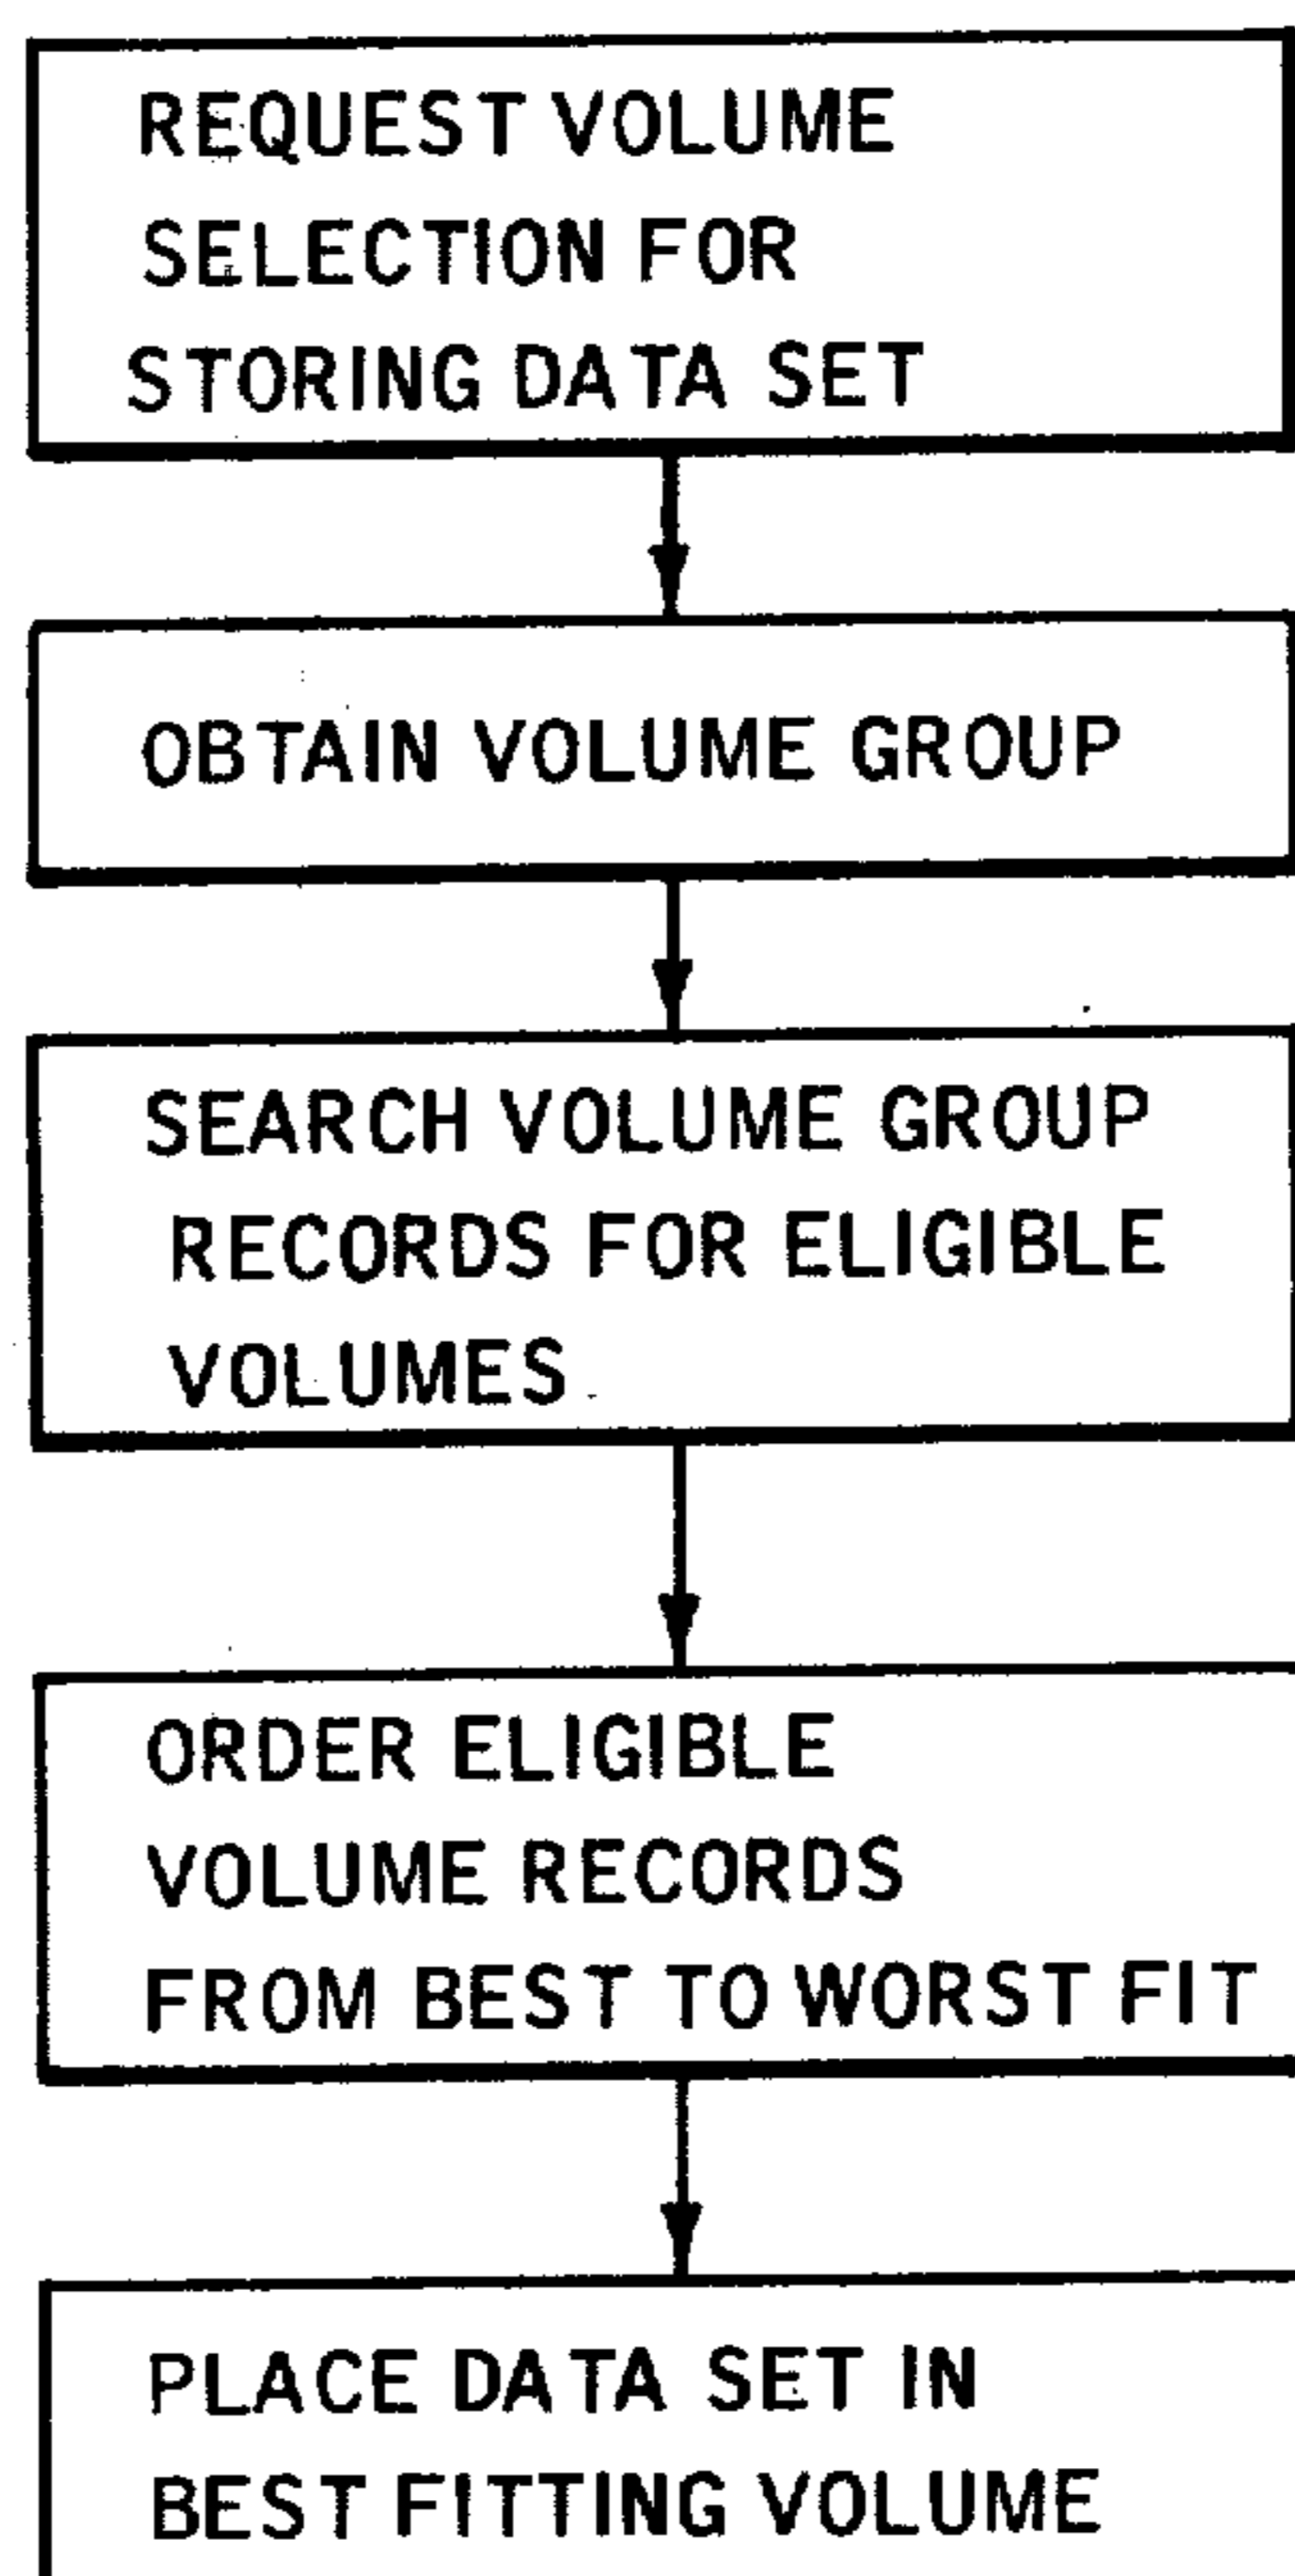 REQUEST VOLUME
SELECTION FOR
STORING DATA SET
OBTAIN VOLUME GROUP
SEARCH VOLUME GROUP
RECORDS FOR ELIGIBLE
VOLUMES
ORDER ELIGIBLE
VOLUME RECORDS
FROM BEST TO WORST FIT
PLACE DATA SET IN
BEST FITTING VOLUME